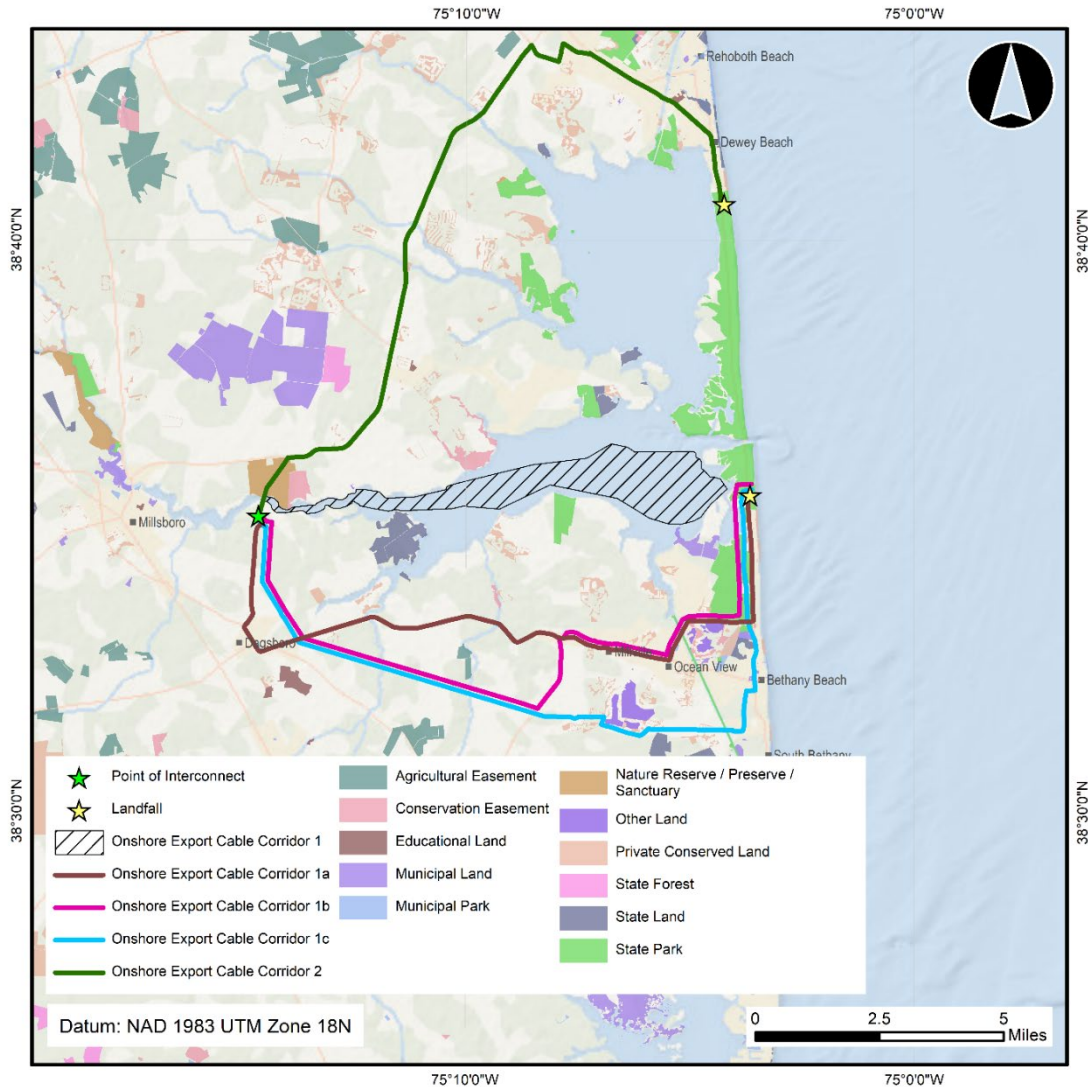 75°10'0"W
75°0'0"W
Rehoboth Beach
Dewey Beach
38°40'0"N
38°40'0"N
Millsboro
Dagsboro
Millville
Ocean View
Bethany Beach
South Bethany
38°30'0"N
38°30'0"N
Point of Interconnect
Landfall
Onshore Export Cable Corridor 1
Onshore Export Cable Corridor 1a
Onshore Export Cable Corridor 1b
Onshore Export Cable Corridor 1c
Onshore Export Cable Corridor 2
Agricultural Easement
Conservation Easement
Educational Land
Municipal Land
Municipal Park
Nature Reserve / Preserve /
Sanctuary
Other Land
Private Conserved Land
State Forest
State Land
State Park
Datum: NAD 1983 UTM Zone 18N
0
2.5
5
Miles
75°10'0"W
75°0'0"W